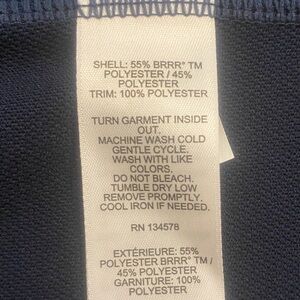 SHELL: 55% BRRR° TM
POLYESTER / 45%
POLYESTER
TRIM: 100% POLYESTER
TURN GARMENT INSIDE
OUT.
MACHINE WASH COLD
GENTLE CYCLE.
WASH WITH LIKE
COLORS.
DO NOT BLEACH.
TUMBLE DRY LOW
REMOVE PROMPTLY.
COOL IRON IF NEEDED.
RN 134578
EXTÉRIEURE: 55%
POLYESTER BRRR° TM /
45% POLYESTER
GARNITURE: 100%
POLYESTER